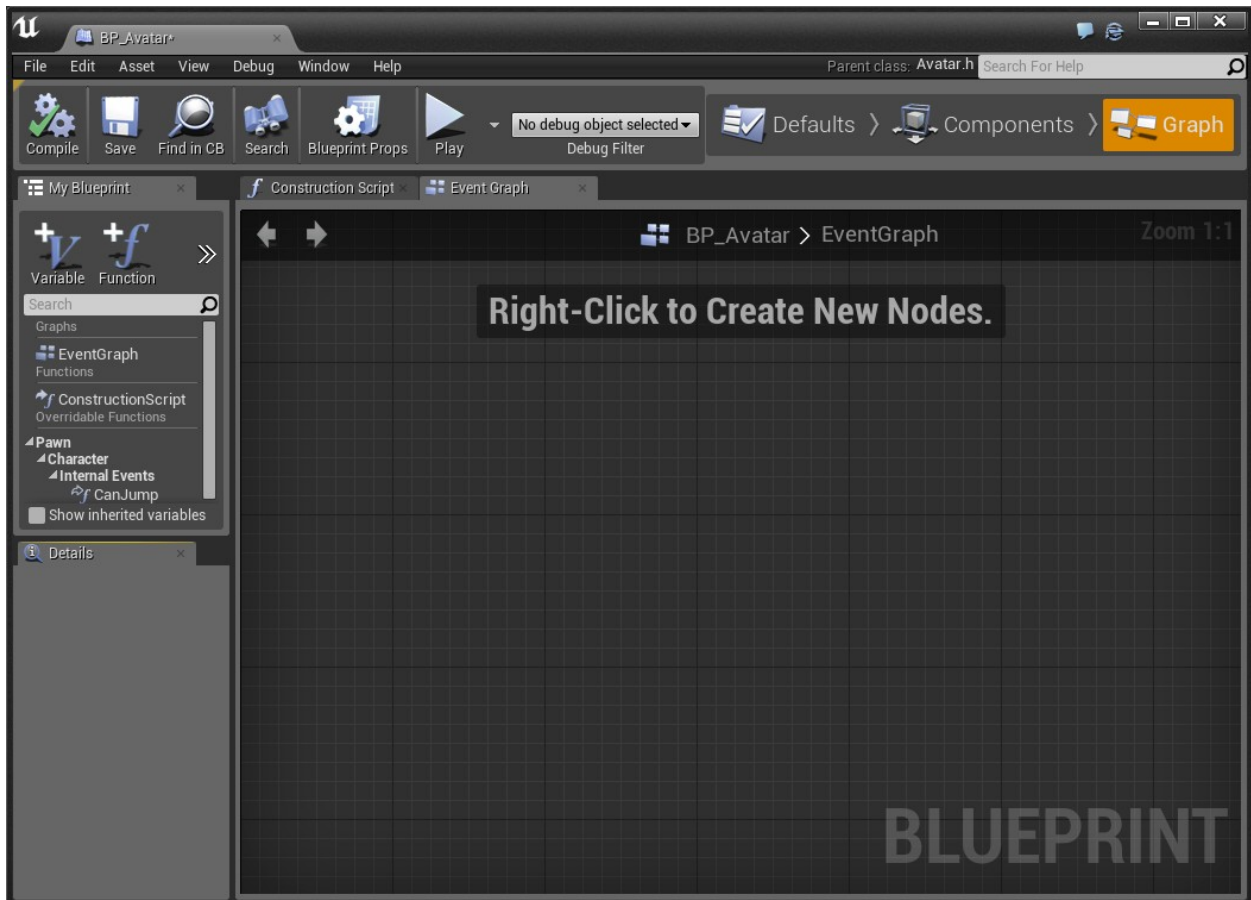 BP_Avatar*
File Edit Asset View Debug Window Help
Parent class: Avatar.h Search For Help
Compile Save Find in CB Search Blueprint Props Play
No debug object selected
Debug Filter
Defaults Components Graph
My Blueprint
Construction Script Event Graph
Variable Function
BP_Avatar > EventGraph
Zoom 1:1
Search
Right-Click to Create New Nodes.
Graphs
EventGraph
Functions
ConstructionScript
Overridable Functions
Pawn
Character
Internal Events
CanJump
Show inherited variables
Details
BLUEPRINT